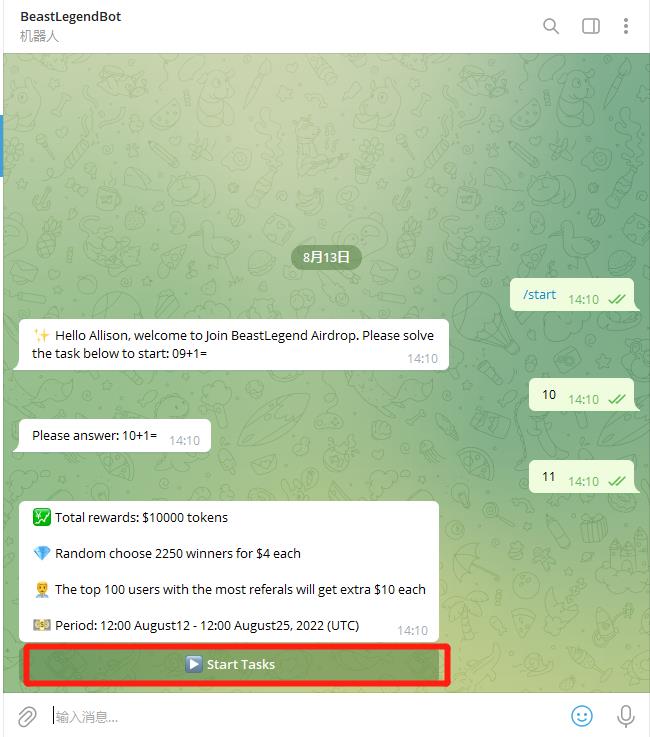 BeastLegendBot
机器人
8月13日
/start 14:10
✨ Hello Allison, welcome to Join BeastLegend Airdrop. Please solve
the task below to start: 09+1= 14:10
10 14:10
Please answer: 10+1= 14:10
11 14:10
💹 Total rewards: $10000 tokens
💎 Random choose 2250 winners for $4 each
👨‍💼 The top 100 users with the most referals will get extra $10 each
💴 Period: 12:00 August12 - 12:00 August25, 2022 (UTC) 14:10
▶️ Start Tasks
输入消息...